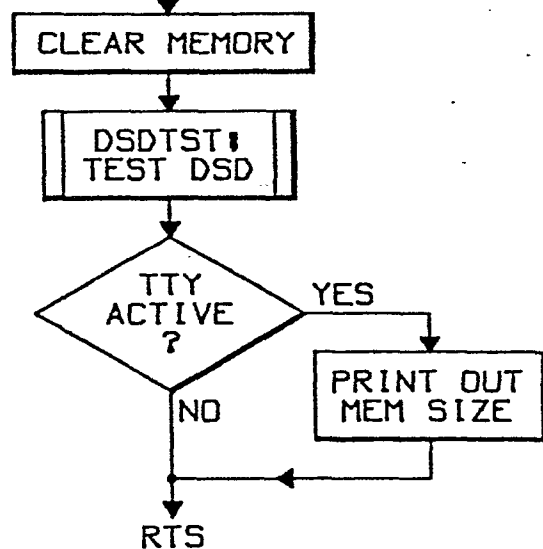 CLEAR MEMORY
DSDTST:
TEST DSD
TTY
ACTIVE
?
YES
PRINT OUT
MEM SIZE
NO
RTS